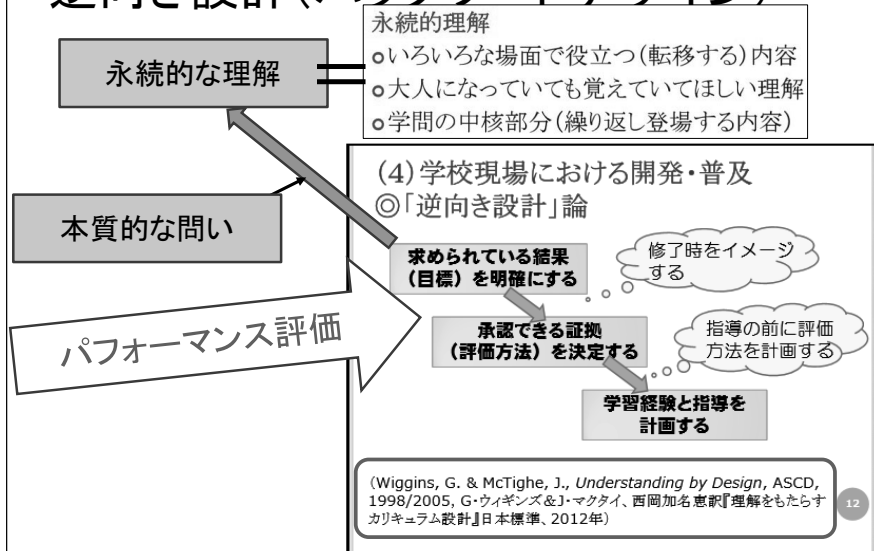 永続的理解
○いろいろな場面で役立つ(転移する)内容
○大人になっていても覚えていてほしい理解
○学問の中核部分(繰り返し登場する内容)
永続的な理解
本質的な問い
パフォーマンス評価
(4)学校現場における開発・普及
◎「逆向き設計」論
求められている結果
(目標)を明確にする
修了時をイメージ
する
承認できる証拠
(評価方法)を決定する
指導の前に評価
方法を計画する
学習経験と指導を
計画する
(Wiggins, G. & McTighe, J., Understanding by Design, ASCD,
1998/2005, G・ウィギンズ&J・マクタイ、西岡加名恵訳『理解をもたらす
カリキュラム設計』日本標準、2012年)
12